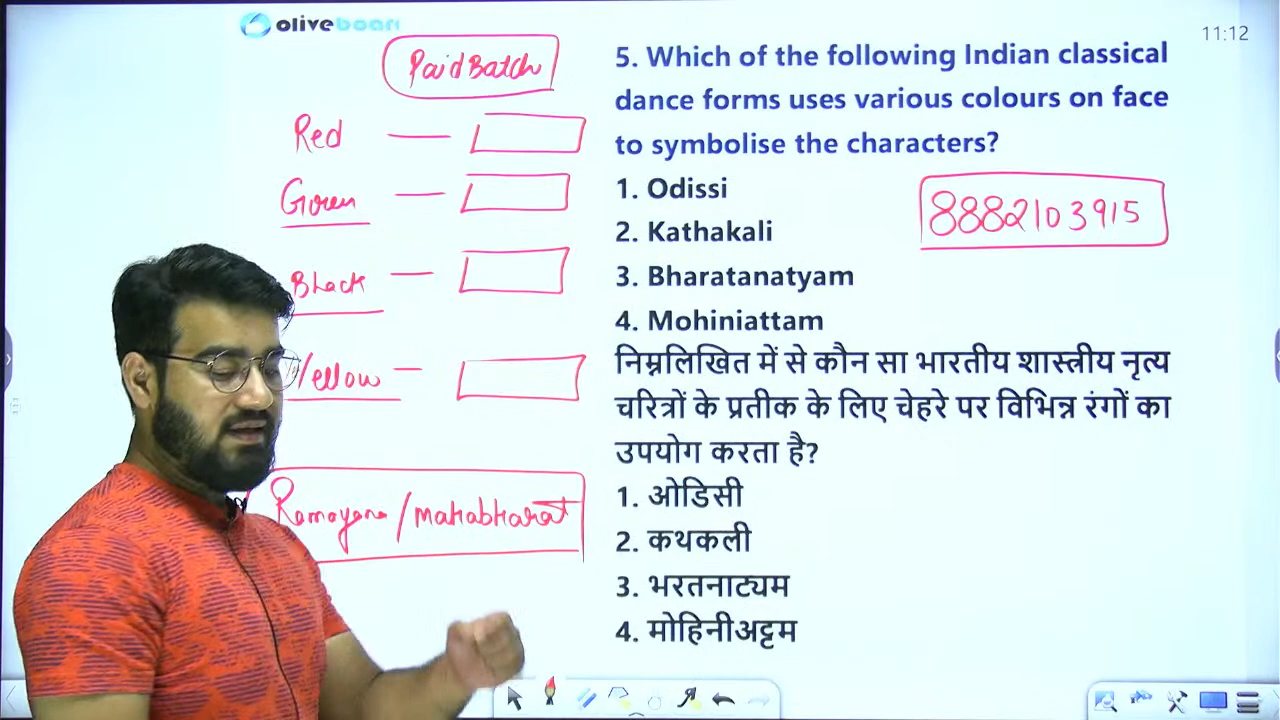 oliveboard
11:12
Paid Batch
Red
Green
Black
Yellow
Ramayana/Mahabharat
5. Which of the following Indian classical
dance forms uses various colours on face
to symbolise the characters?
1. Odissi
8882103915
2. Kathakali
3. Bharatanatyam
4. Mohiniattam
निम्नलिखित में से कौन सा भारतीय शास्त्रीय नृत्य
चरित्रों के प्रतीक के लिए चेहरे पर विभिन्न रंगों का
उपयोग करता है?
1. ओडिसी
2. कथकली
3. भरतनाट्यम
4. मोहिनीअट्टम